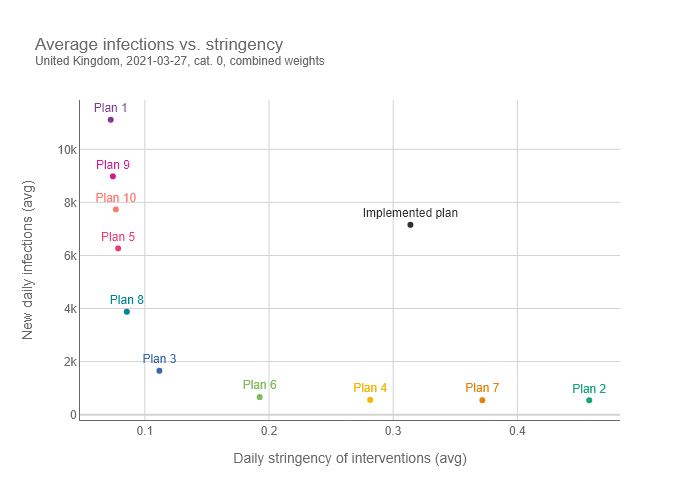 Average infections vs. stringency
United Kingdom, 2021-03-27, cat. 0, combined weights
Plan 1
10k
Plan 9
8k
Plan 10
Implemented plan
Plan 5
6k
Plan 8
4k
Plan 3
2k
Plan 6
Plan 4
Plan 7
Plan 2
0
0.1
0.2
0.3
0.4
New daily infections (avg)
Daily stringency of interventions (avg)